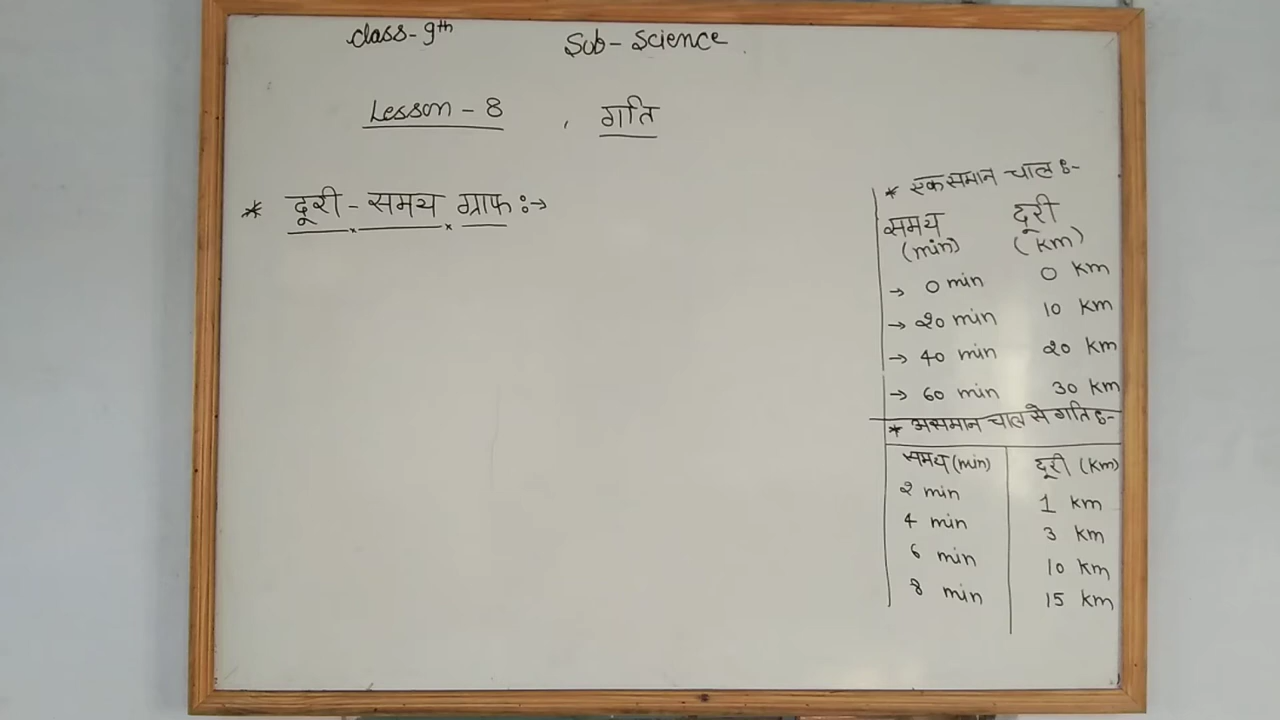 class-9th Sub-Science
Lesson-8 , गति
* दूरी-समय ग्राफ :→
* एकसमान चाल :-
समय दूरी
(min) (km)
→ 0 min 0 km
→ 20 min 10 km
→ 40 min 20 km
→ 60 min 30 km
* असमान चाल से गति :-
समय (min) दूरी (km)
2 min 1 km
4 min 3 km
6 min 10 km
8 min 15 km